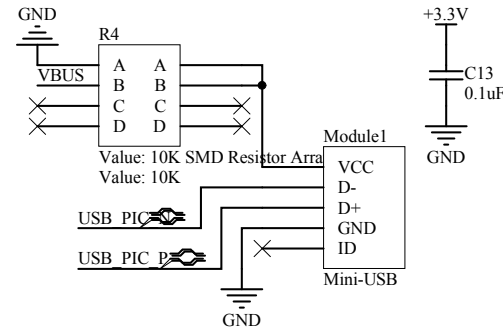 GND
R4
+3.3V
A A
VBUS
B B
C C
D D
C13
0.1uF
GND
Value: 10K SMD Resistor Arra
Value: 10K
Module1
VCC
D-
D+
GND
ID
USB_PIC
USB_PIC_P
Mini-USB
GND